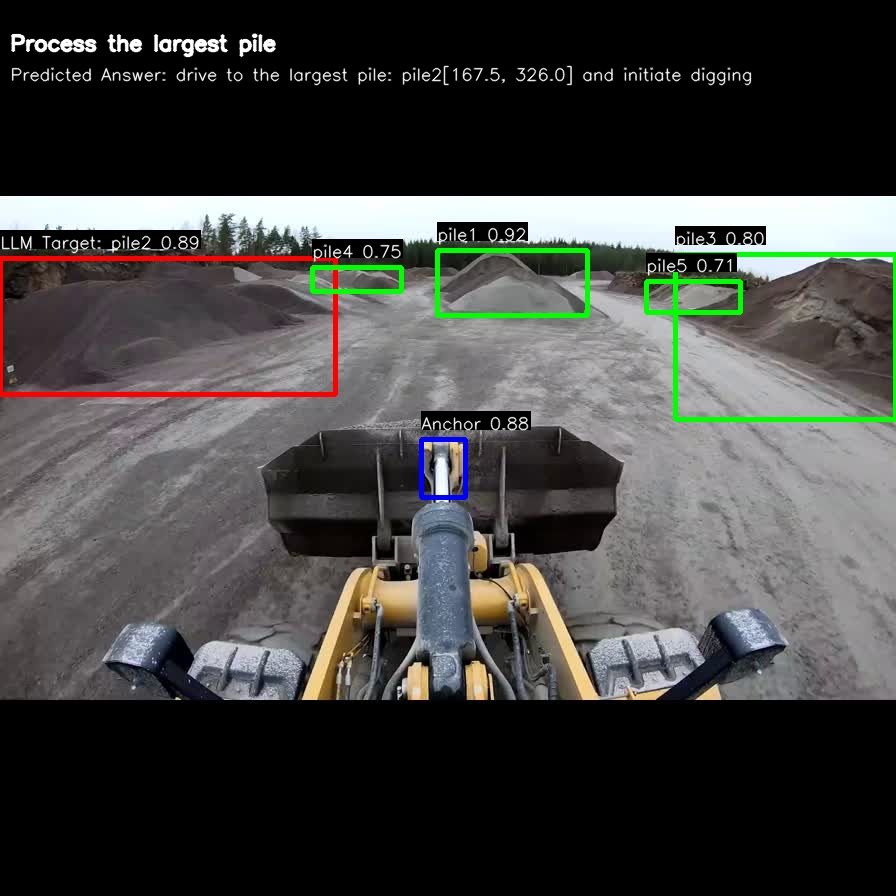 Process the largest pile
Predicted Answer: drive to the largest pile: pile2[167.5, 326.0] and initiate digging
LLM Target: pile2 0.89
pile4 0.75
pile1 0.92
pile3 0.80
pile5 0.71
Anchor 0.88